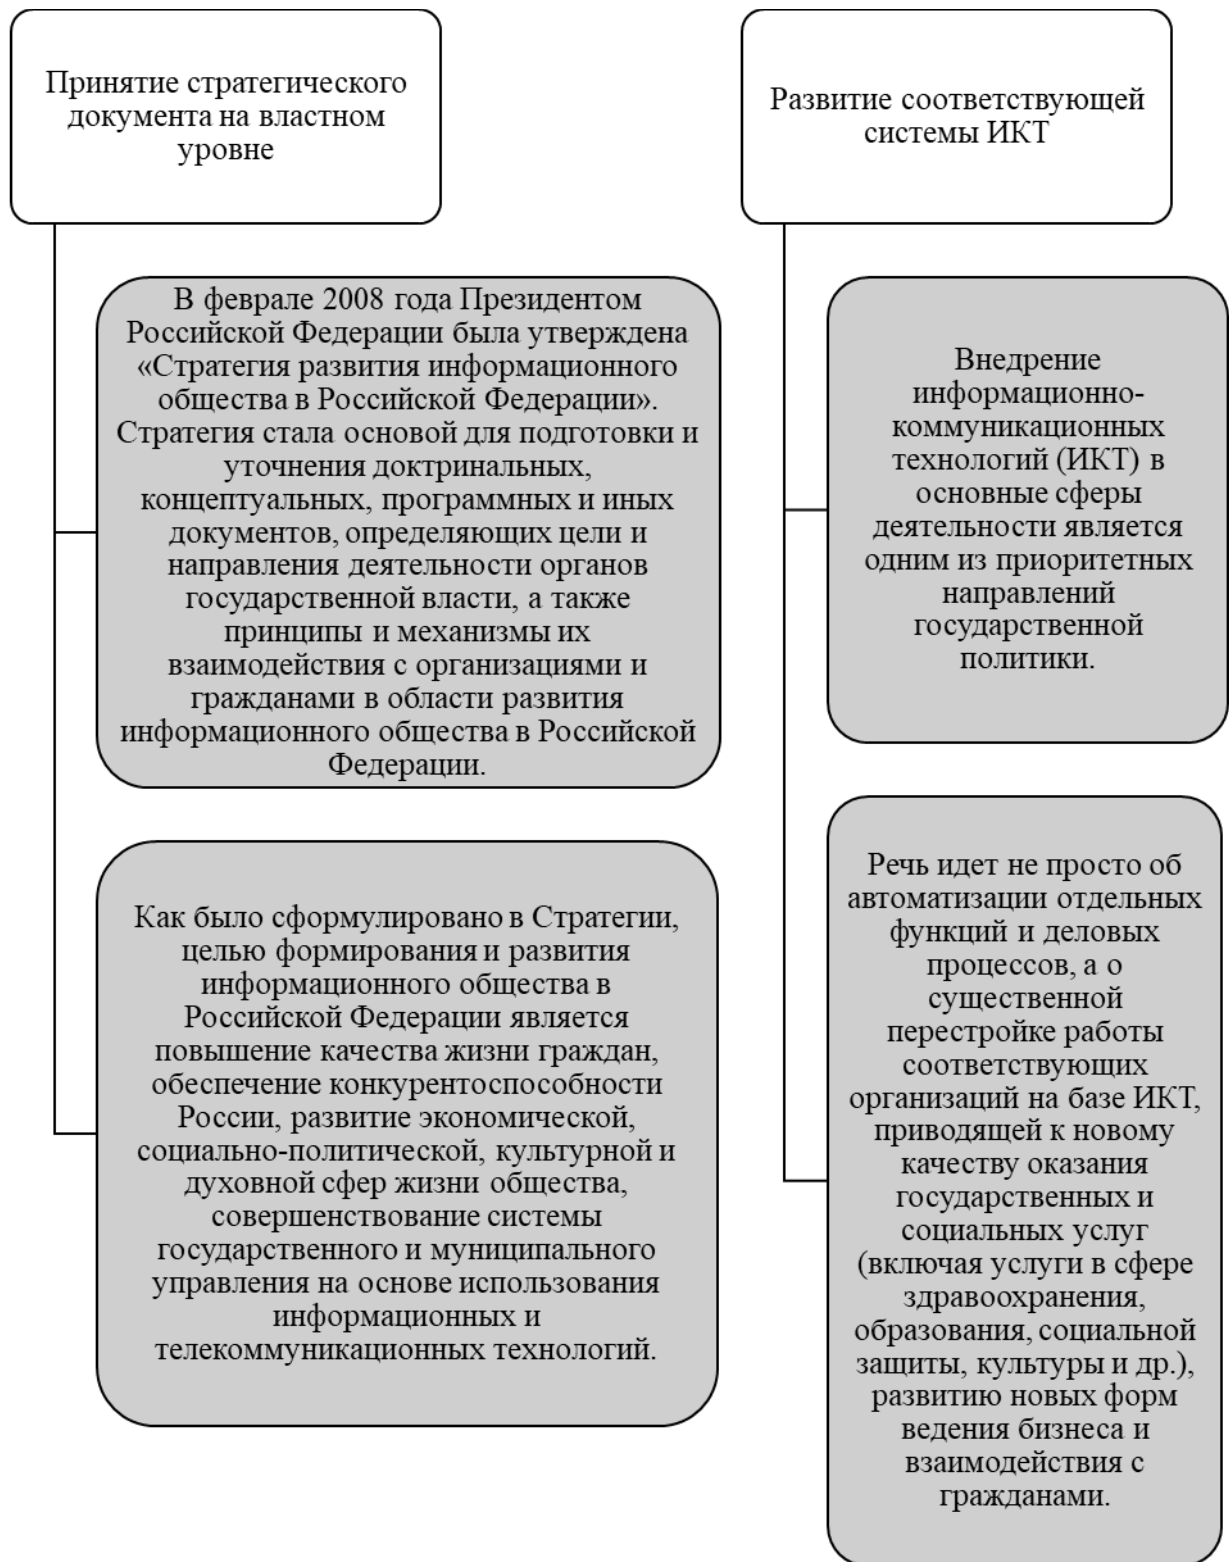 Принятие стратегического
документа на властном
уровне
В феврале 2008 года Президентом
Российской Федерации была утверждена
«Стратегия развития информационного
общества в Российской Федерации».
Стратегия стала основой для подготовки и
уточнения доктринальных,
концептуальных, программных и иных
документов, определяющих цели и
направления деятельности органов
государственной власти, а также
принципы и механизмы их
взаимодействия с организациями и
гражданами в области развития
информационного общества в Российской
Федерации.
Как было сформулировано в Стратегии,
целью формирования и развития
информационного общества в
Российской Федерации является
повышение качества жизни граждан,
обеспечение конкурентоспособности
России, развитие экономической,
социально-политической, культурной и
духовной сфер жизни общества,
совершенствование системы
государственного и муниципального
управления на основе использования
информационных и
телекоммуникационных технологий.
Развитие соответствующей
системы ИКТ
Внедрение
информационно-
коммуникационных
технологий (ИКТ) в
основные сферы
деятельности является
одним из приоритетных
направлений
государственной
политики.
Речь идет не просто об
автоматизации отдельных
функций и деловых
процессов, а о
существенной
перестройке работы
соответствующих
организаций на базе ИКТ,
приводящей к новому
качеству оказания
государственных и
социальных услуг
(включая услуги в сфере
здравоохранения,
образования, социальной
защиты, культуры и др.),
развитию новых форм
ведения бизнеса и
взаимодействия с
гражданами.